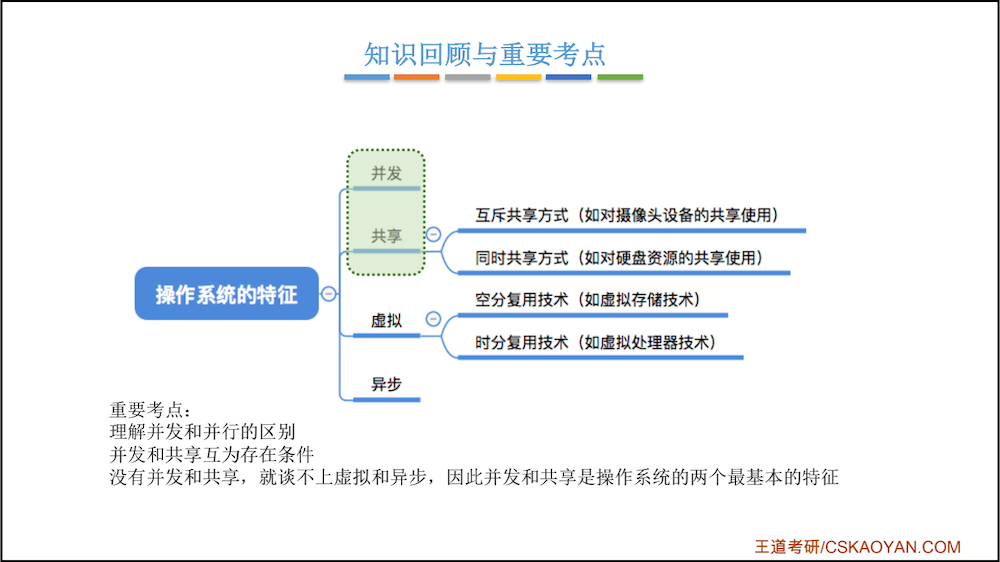 知识回顾与重要考点
操作系统的特征
并发
共享
互斥共享方式（如对摄像头设备的共享使用）
同时共享方式（如对硬盘资源的共享使用）
虚拟
空分复用技术（如虚拟存储技术）
时分复用技术（如虚拟处理器技术）
异步
重要考点：
理解并发和并行的区别
并发和共享互为存在条件
没有并发和共享，就谈不上虚拟和异步，因此并发和共享是操作系统的两个最基本的特征
王道考研/CSKAOYAN.COM